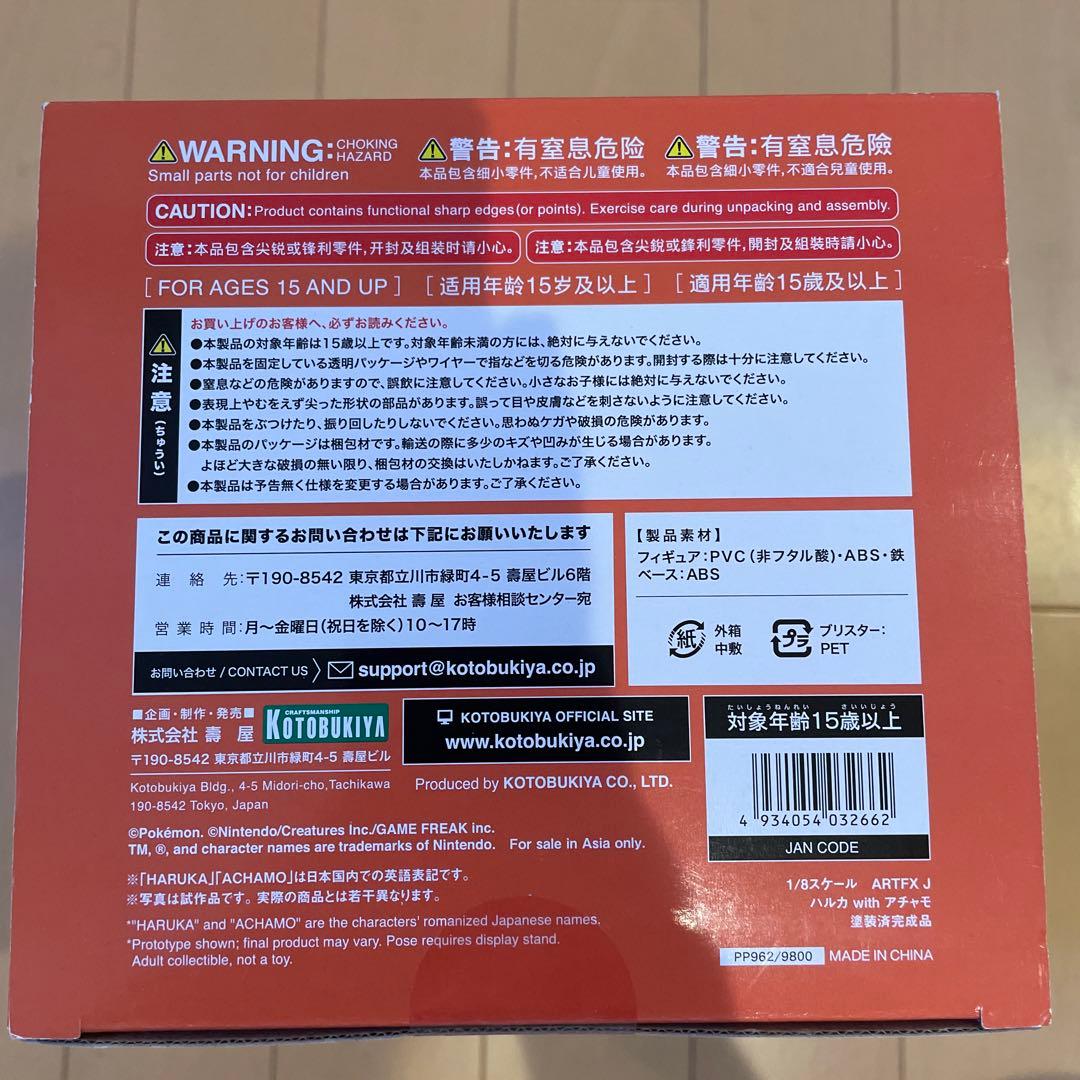 WARNING: CHOKING HAZARD
Small parts not for children
警告:有窒息危险
本品包含细小零件,不适合儿童使用。
警告:有窒息危險
本品包含細小零件,不適合兒童使用。
CAUTION:Product contains functional sharp edges(or points). Exercise care during unpacking and assembly.
注意:本品包含尖锐或锋利零件,开封及组装时请小心。
注意:本品包含尖銳或鋒利零件,開封及組裝時請小心。
[ FOR AGES 15 AND UP ] [ 适用年龄15岁及以上 ] [ 適用年齡15歲及以上 ]
注意(ちゅうい)
お買い上げのお客様へ、必ずお読みください。
●本製品の対象年齢は15歳以上です。対象年齢未満の方には、絶対に与えないでください。
●本製品を固定している透明パッケージやワイヤーで指などを切る危険があります。開封する際は十分に注意してください。
●窒息などの危険がありますので、誤飲に注意してください。小さなお子様には絶対に与えないでください。
●表現上やむをえず尖った形状の部品があります。誤って目や皮膚などを刺さないように注意してください。
●本製品をぶつけたり、振り回したりしないでください。思わぬケガや破損の危険があります。
●本製品のパッケージは梱包材です。輸送の際に多少のキズや凹みが生じる場合があります。
よほど大きな破損の無い限り、梱包材の交換はいたしかねます。ご了承ください。
●本製品は予告無く仕様を変更する場合があります。ご了承ください。
この商品に関するお問い合わせは下記にお願いいたします
連 絡 先:〒190-8542 東京都立川市緑町4-5 壽屋ビル6階
株式会社 壽 屋 お客様相談センター宛
営業時間:月〜金曜日(祝日を除く)10〜17時
お問い合わせ / CONTACT US support@kotobukiya.co.jp
【製品素材】
フィギュア:PVC(非フタル酸)・ABS・鉄
ベース:ABS
紙 外箱
中敷
プラ ブリスター:
PET
■企画・制作・発売■
株式会社 壽 屋
CRAFTSMANSHIP
KOTOBUKIYA
〒190-8542 東京都立川市緑町4-5 壽屋ビル
Kotobukiya Bldg., 4-5 Midori-cho,Tachikawa
190-8542 Tokyo, Japan
KOTOBUKIYA OFFICIAL SITE
www.kotobukiya.co.jp
Produced by KOTOBUKIYA CO., LTD.
たいしょうねんれい さいいじょう
対象年齢15歳以上
4 934054 032662
JAN CODE
©Pokémon. ©Nintendo/Creatures Inc./GAME FREAK inc.
TM, ®, and character names are trademarks of Nintendo. For sale in Asia only.
※「HARUKA」「ACHAMO」は日本国内での英語表記です。
※写真は試作品です。実際の商品とは若干異なります。
*"HARUKA" and "ACHAMO" are the characters' romanized Japanese names.
*Prototype shown; final product may vary. Pose requires display stand.
Adult collectible, not a toy.
1/8スケール ARTFX J
ハルカ with アチャモ
塗装済完成品
PP962/9800 MADE IN CHINA